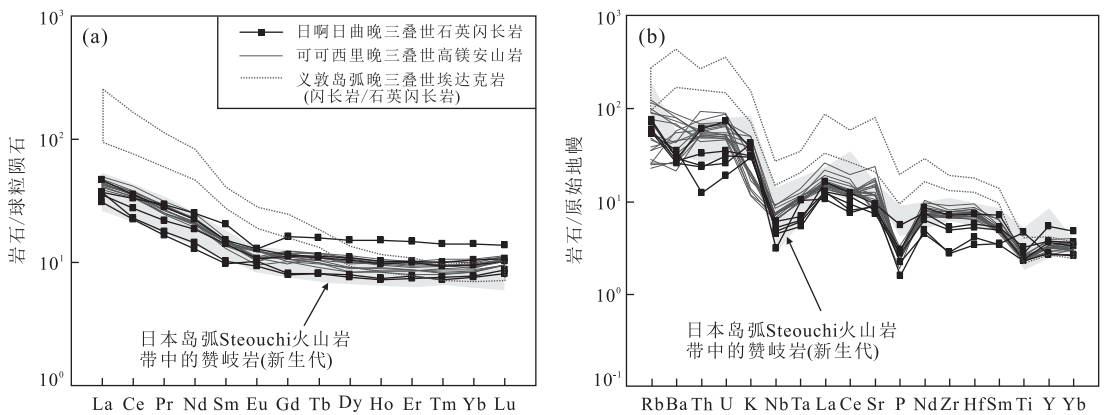 (a)
日啊日曲晚三叠世石英闪长岩
可可西里晚三叠世高镁安山岩
义敦岛弧晚三叠世埃达克岩
(闪长岩/石英闪长岩)
岩石/球粒陨石
10³
10²
10¹
10⁰
日本岛弧Steouchi火山岩
带中的赞岐岩(新生代)
La Ce Pr Nd Sm Eu Gd Tb Dy Ho Er Tm Yb Lu
(b)
岩石/原始地幔
10³
10²
10¹
10⁰
10⁻¹
日本岛弧Steouchi火山岩
带中的赞岐岩(新生代)
Rb Ba Th U K Nb Ta La Ce Sr P Nd Zr Hf Sm Ti Y Yb